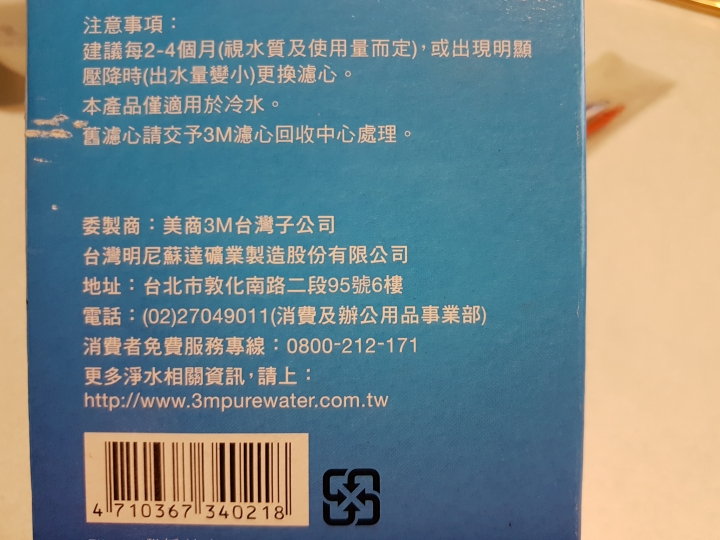 注意事項：
建議每2-4個月(視水質及使用量而定)，或出現明顯
壓降時(出水量變小)更換濾心。
本產品僅適用於冷水。
舊濾心請交予3M濾心回收中心處理。
委製商：美商3M台灣子公司
台灣明尼蘇達礦業製造股份有限公司
地址：台北市敦化南路二段95號6樓
電話：(02)27049011(消費及辦公用品事業部)
消費者免費服務專線：0800-212-171
更多淨水相關資訊，請上：
http://www.3mpurewater.com.tw
4 710367 340218